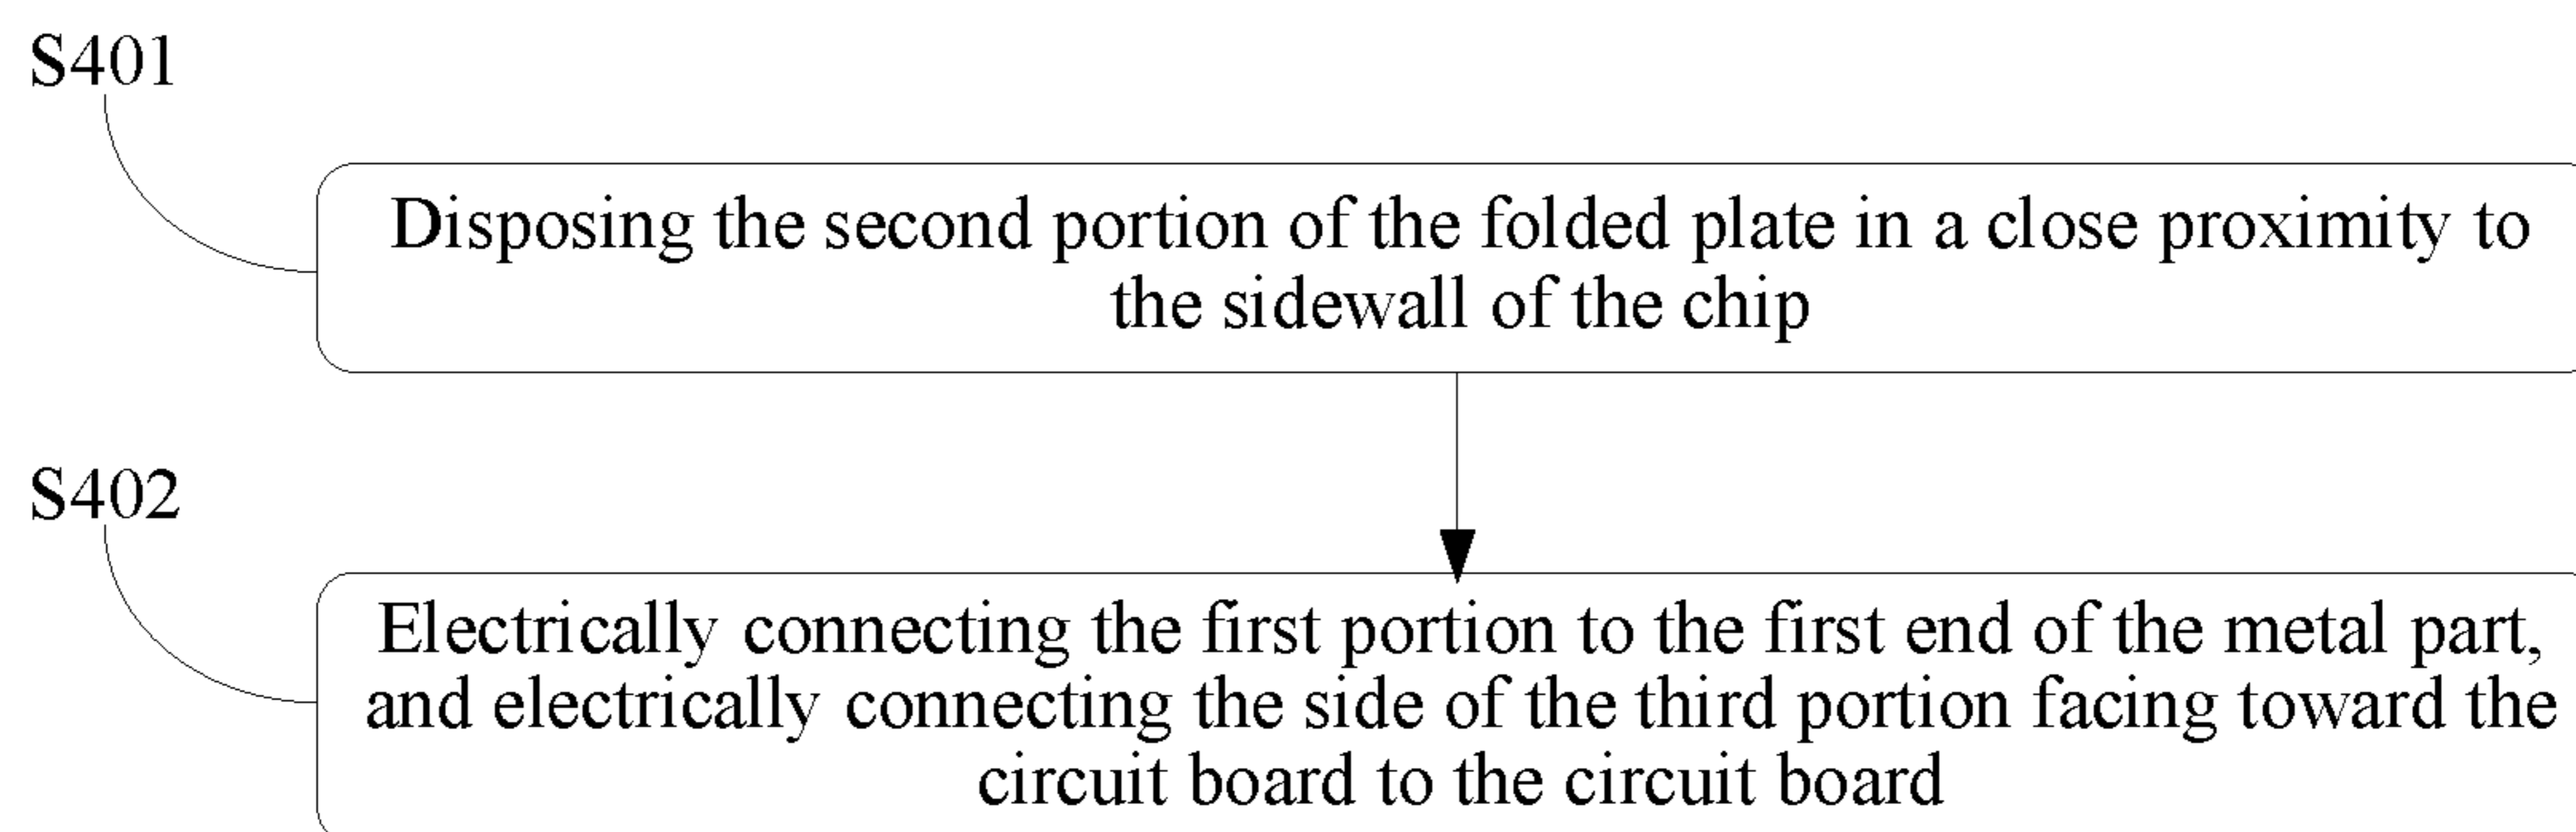 S401
Disposing the second portion of the folded plate in a close proximity to
the sidewall of the chip
S402
Electrically connecting the first portion to the first end of the metal part,
and electrically connecting the side of the third portion facing toward the
circuit board to the circuit board